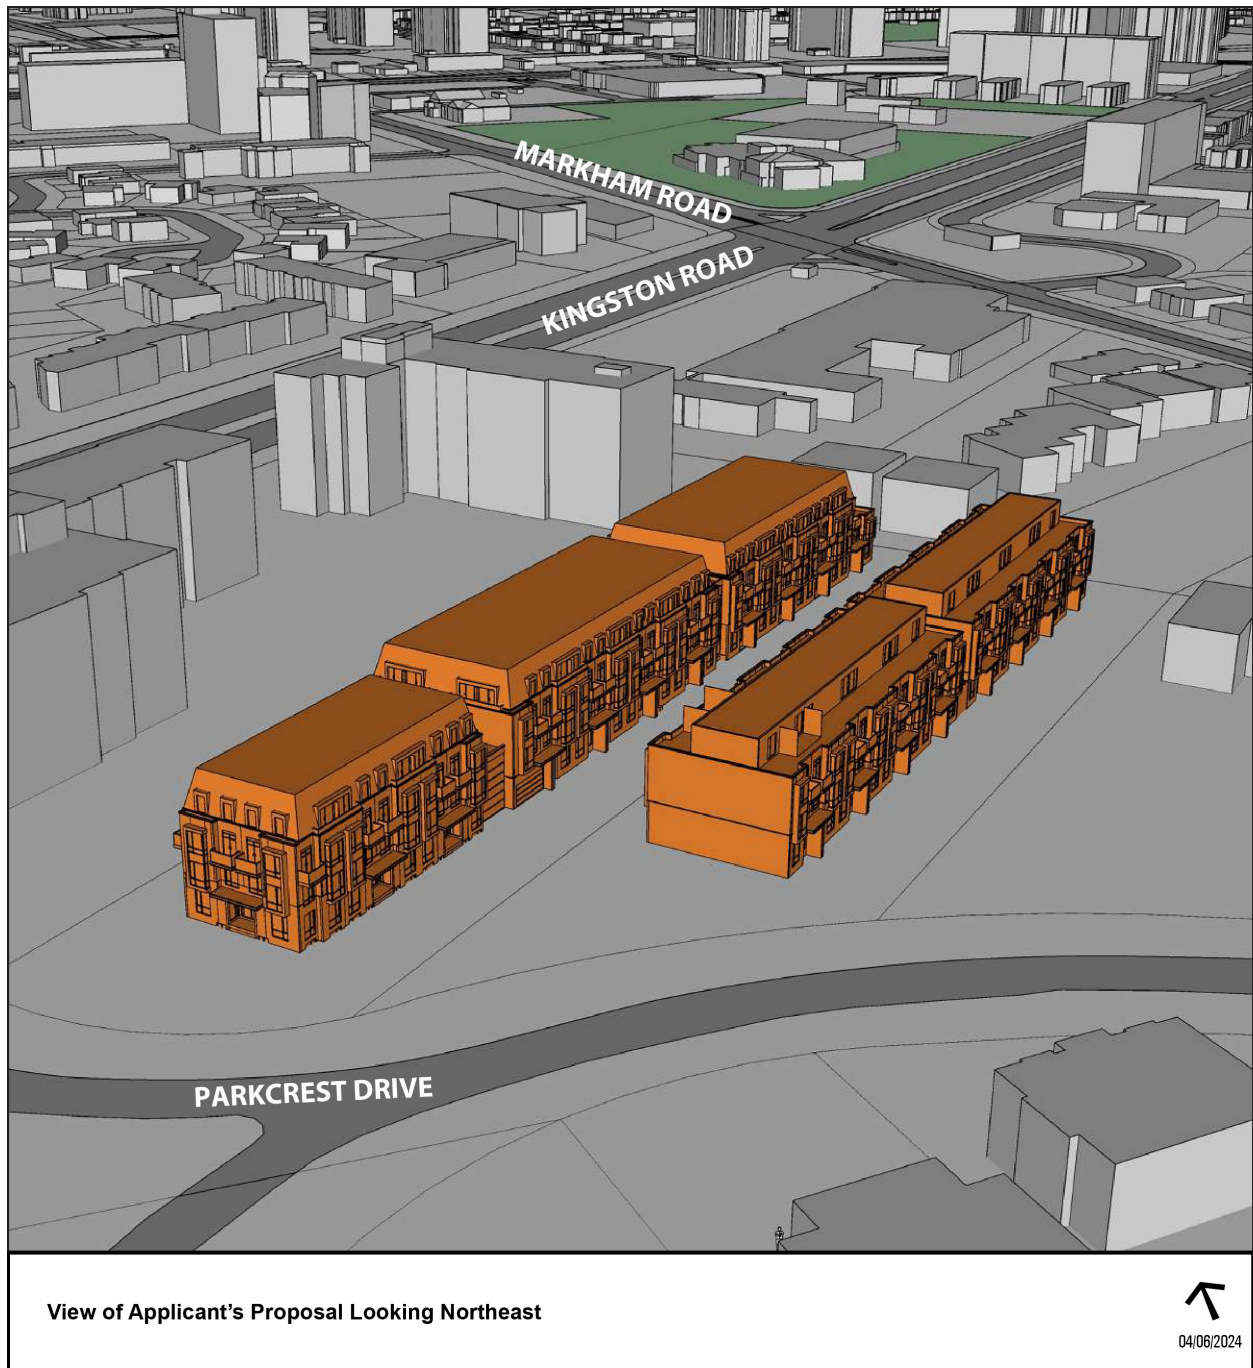 MARKHAM ROAD
KINGSTON ROAD
PARKCREST DRIVE
View of Applicant’s Proposal Looking Northeast
04/06/2024